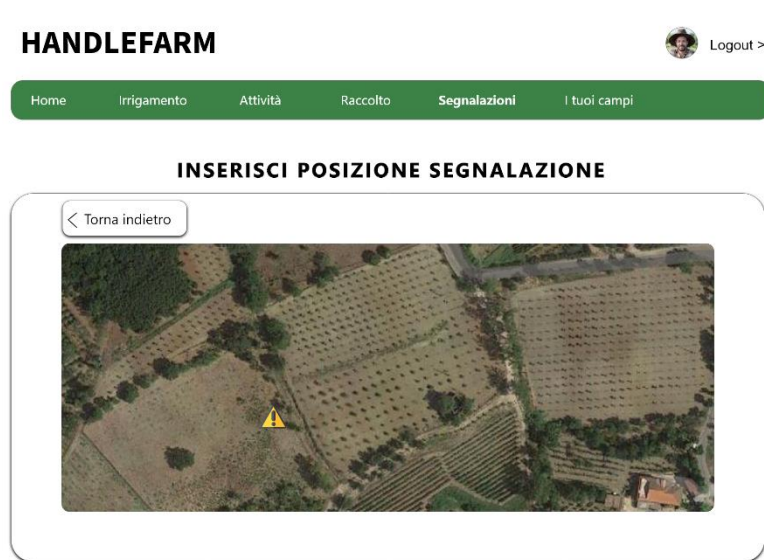 HANDLEFARM
Logout >
Home Irrigamento Attività Raccolto Segnalazioni I tuoi campi
INSERISCI POSIZIONE SEGNALAZIONE
< Torna indietro